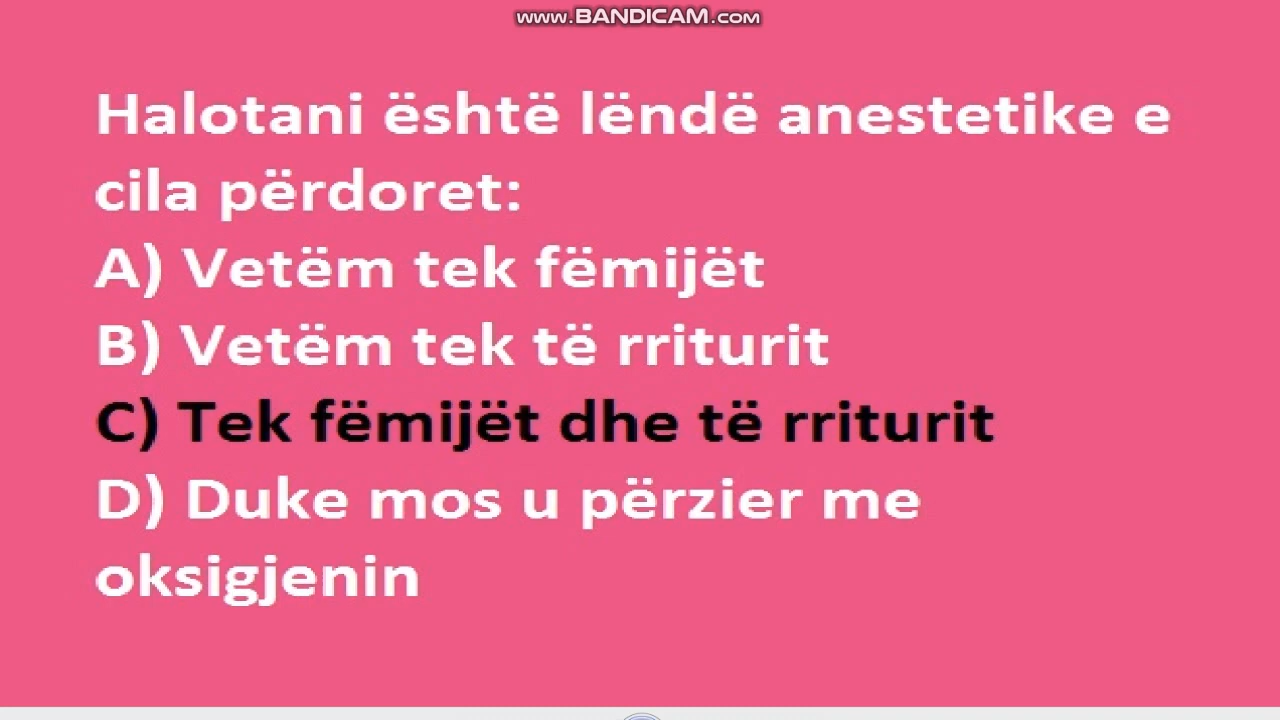 www.BANDICAM.com
Halotani është lëndë anestetike e
cila përdoret:
A) Vetëm tek fëmijët
B) Vetëm tek të rriturit
C) Tek fëmijët dhe të rriturit
D) Duke mos u përzier me
oksigjenin